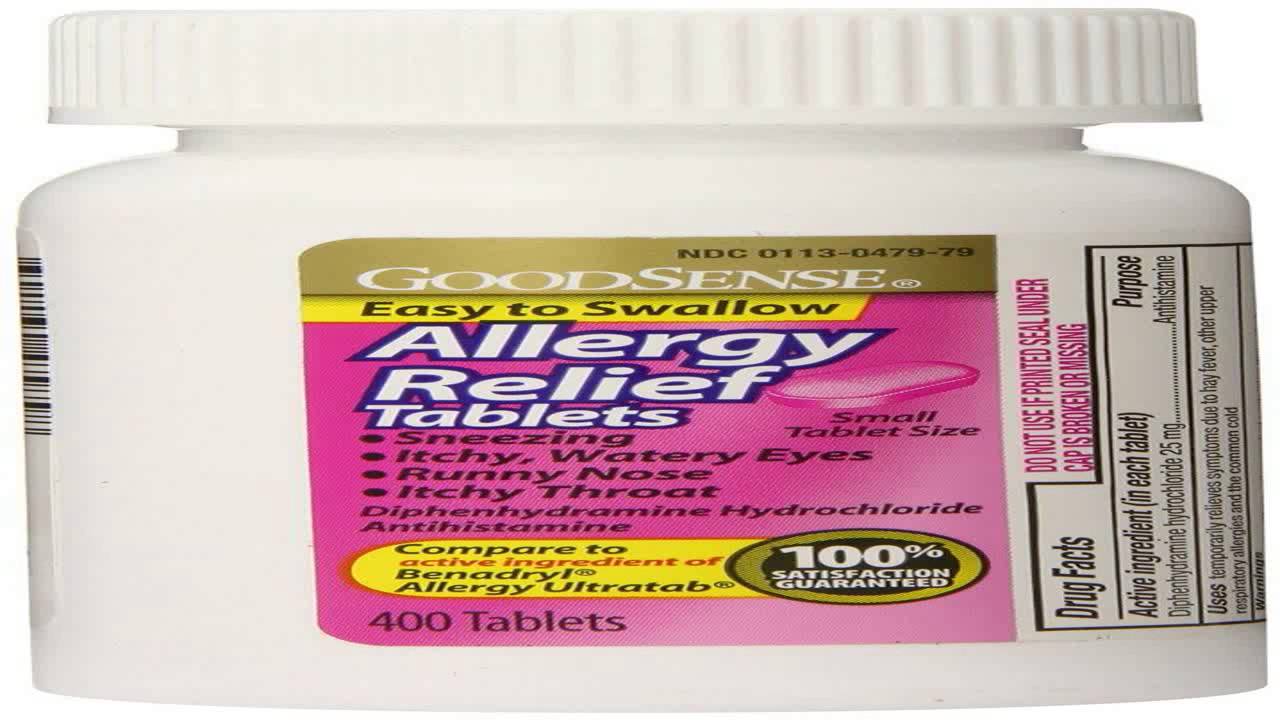 NDC 0113-0479-79
GOODSENSE®
Easy to Swallow
Allergy
Relief
Tablets
Small
Tablet Size
• Sneezing
• Itchy, Watery Eyes
• Runny Nose
• Itchy Throat
Diphenhydramine Hydrochloride
Antihistamine
Compare to
active ingredient of
Benadryl®
Allergy Ultratab®
100%
SATISFACTION
GUARANTEED
400 Tablets
DO NOT USE IF PRINTED SEAL UNDER
CAP IS BROKEN OR MISSING
Drug Facts
Active ingredient (in each tablet) Purpose
Diphenhydramine hydrochloride 25 mg..........................Antihistamine
Uses temporarily relieves symptoms due to hay fever, other upper
respiratory allergies and the common cold
Warnings